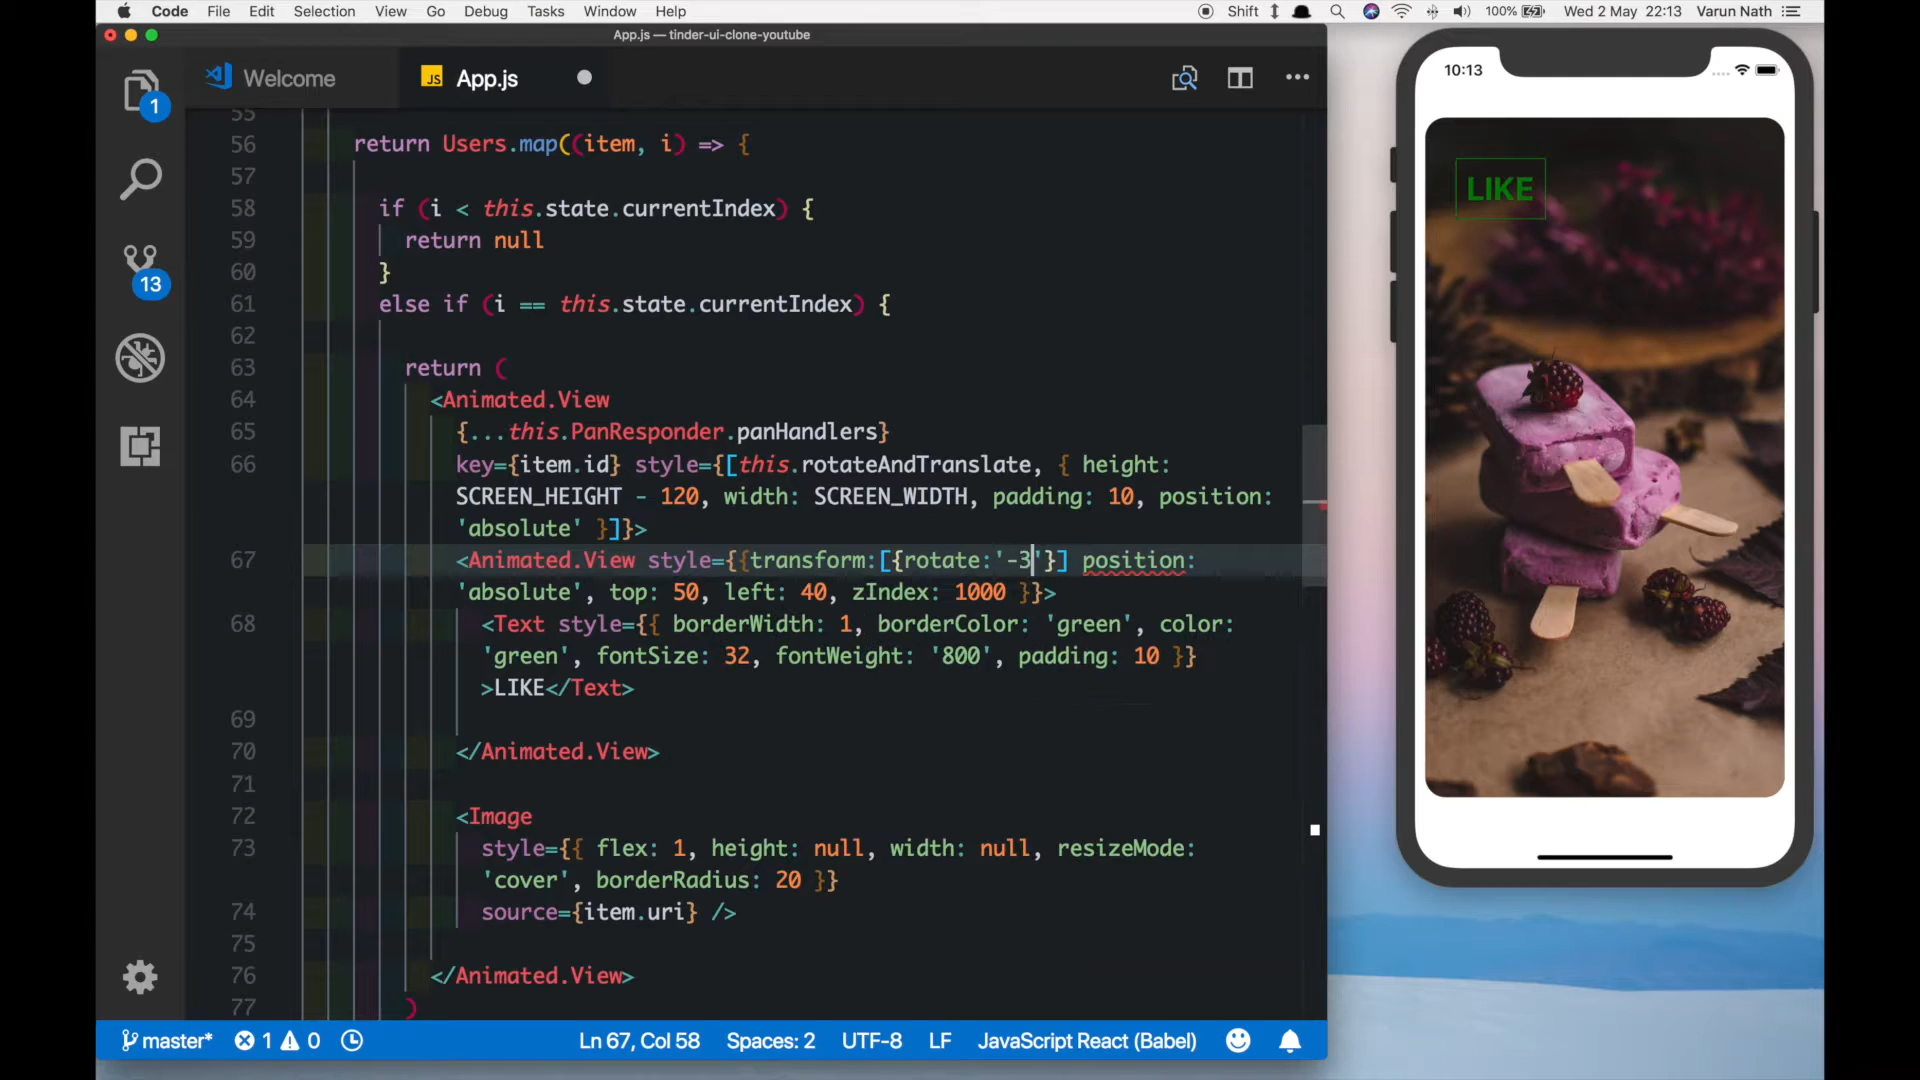 Code File Edit Selection View Go Debug Tasks Window Help Shift 100% Wed 2 May 22:13 Varun Nath
App.js — tinder-ui-clone-youtube
Welcome
JS App.js
1
13
55
56 return Users.map((item, i) => {
57
58 if (i < this.state.currentIndex) {
59 return null
60 }
61 else if (i == this.state.currentIndex) {
62
63 return (
64 <Animated.View
65 {...this.PanResponder.panHandlers}
66 key={item.id} style={[this.rotateAndTranslate, { height:
SCREEN_HEIGHT - 120, width: SCREEN_WIDTH, padding: 10, position:
'absolute' }]}>
67 <Animated.View style={{transform:[{rotate:'-3'}] position:
'absolute', top: 50, left: 40, zIndex: 1000 }}>
68 <Text style={{ borderWidth: 1, borderColor: 'green', color:
'green', fontSize: 32, fontWeight: '800', padding: 10 }}
>LIKE</Text>
69
70 </Animated.View>
71
72 <Image
73 style={{ flex: 1, height: null, width: null, resizeMode:
'cover', borderRadius: 20 }}
74 source={item.uri} />
75
76 </Animated.View>
77 )
master* 1 0 Ln 67, Col 58 Spaces: 2 UTF-8 LF JavaScript React (Babel)
10:13
LIKE